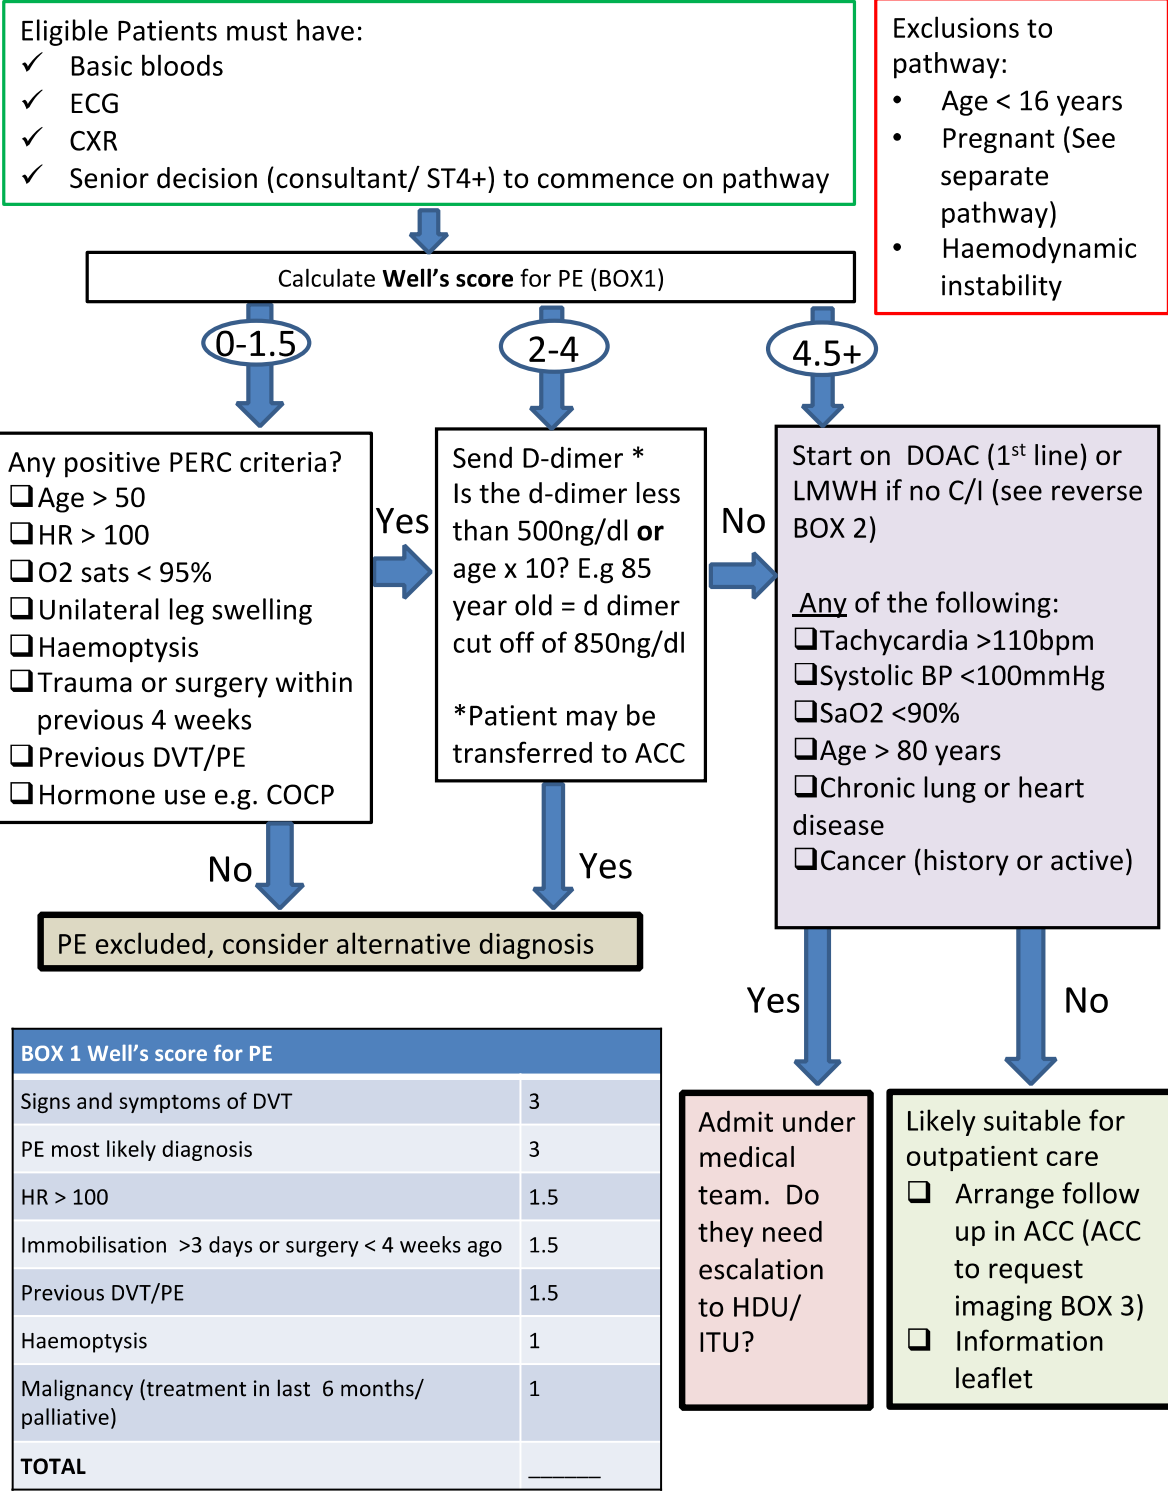 Eligible Patients must have:
✓ Basic bloods
✓ ECG
✓ CXR
✓ Senior decision (consultant/ ST4+) to commence on pathway
Exclusions to
pathway:
• Age < 16 years
• Pregnant (See
separate
pathway)
• Haemodynamic
instability
Calculate Well's score for PE (BOX1)
0-1.5
2-4
4.5+
Any positive PERC criteria?
❑Age > 50
❑HR > 100
❑O2 sats < 95%
❑Unilateral leg swelling
❑Haemoptysis
❑Trauma or surgery within
previous 4 weeks
❑Previous DVT/PE
❑Hormone use e.g. COCP
Yes
Send D-dimer *
Is the d-dimer less
than 500ng/dl or
age x 10? E.g 85
year old = d dimer
cut off of 850ng/dl
*Patient may be
transferred to ACC
No
Start on DOAC (1st line) or
LMWH if no C/I (see reverse
BOX 2)
Any of the following:
❑Tachycardia >110bpm
❑Systolic BP <100mmHg
❑SaO2 <90%
❑Age > 80 years
❑Chronic lung or heart
disease
❑Cancer (history or active)
No
Yes
PE excluded, consider alternative diagnosis
Yes
No
BOX 1 Well's score for PE
Signs and symptoms of DVT 3
PE most likely diagnosis 3
HR > 100 1.5
Immobilisation >3 days or surgery < 4 weeks ago 1.5
Previous DVT/PE 1.5
Haemoptysis 1
Malignancy (treatment in last 6 months/ 1
palliative)
TOTAL ______
Admit under
medical
team. Do
they need
escalation
to HDU/
ITU?
Likely suitable for
outpatient care
❑ Arrange follow
up in ACC (ACC
to request
imaging BOX 3)
❑ Information
leaflet